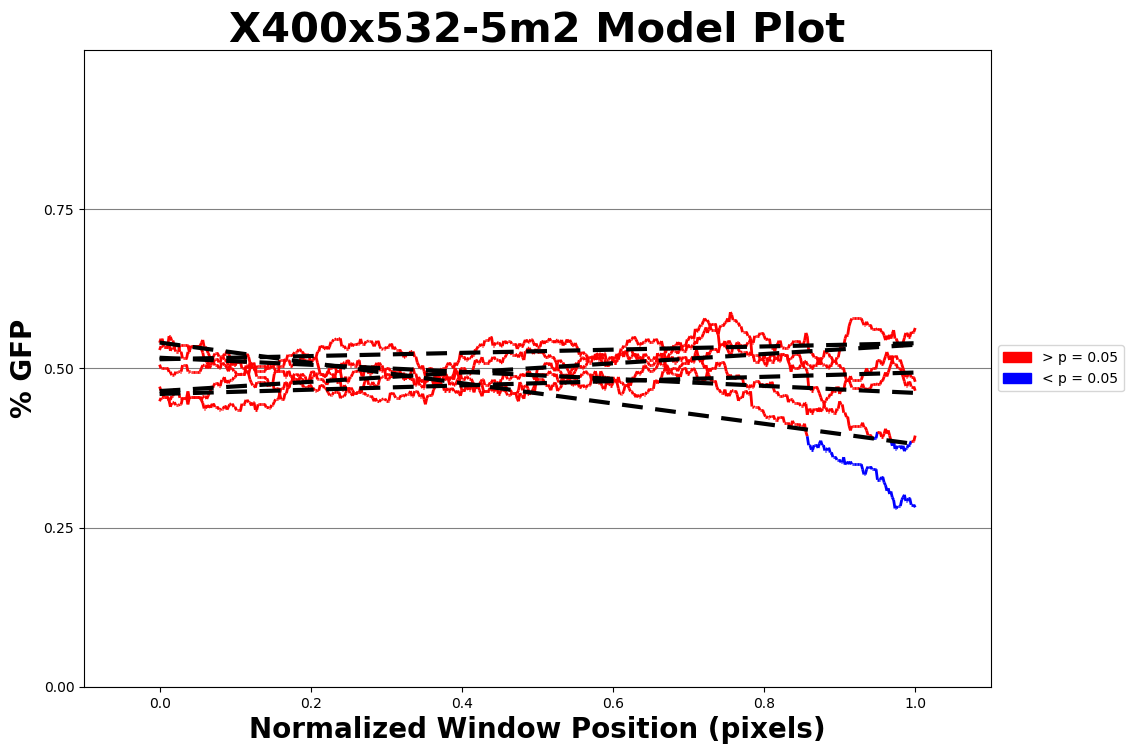 X400x532-5m2 Model Plot
% GFP
0.75
0.50
0.25
0.00
0.0 0.2 0.4 0.6 0.8 1.0
Normalized Window Position (pixels)
> p = 0.05
< p = 0.05